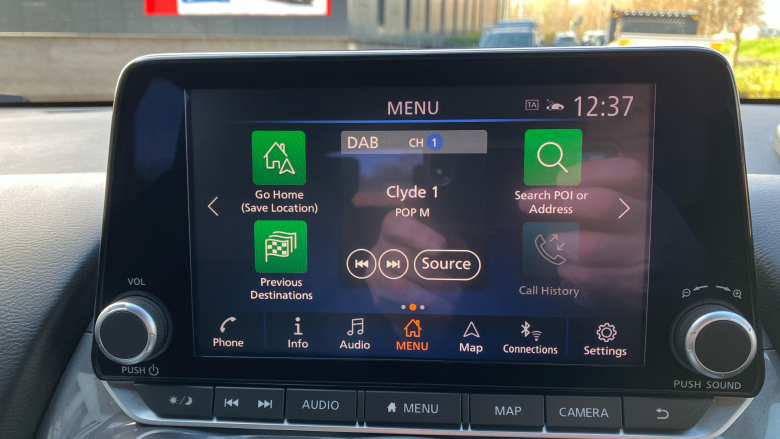 MENU
TA 12:37
DAB CH 1
Go Home
(Save Location)
Clyde 1
POP M
Search POI or
Address
Previous
Destinations
Source
Call History
Phone
Info
Audio
MENU
Map
Connections
Settings
VOL
PUSH
PUSH SOUND
AUDIO
MENU
MAP
CAMERA